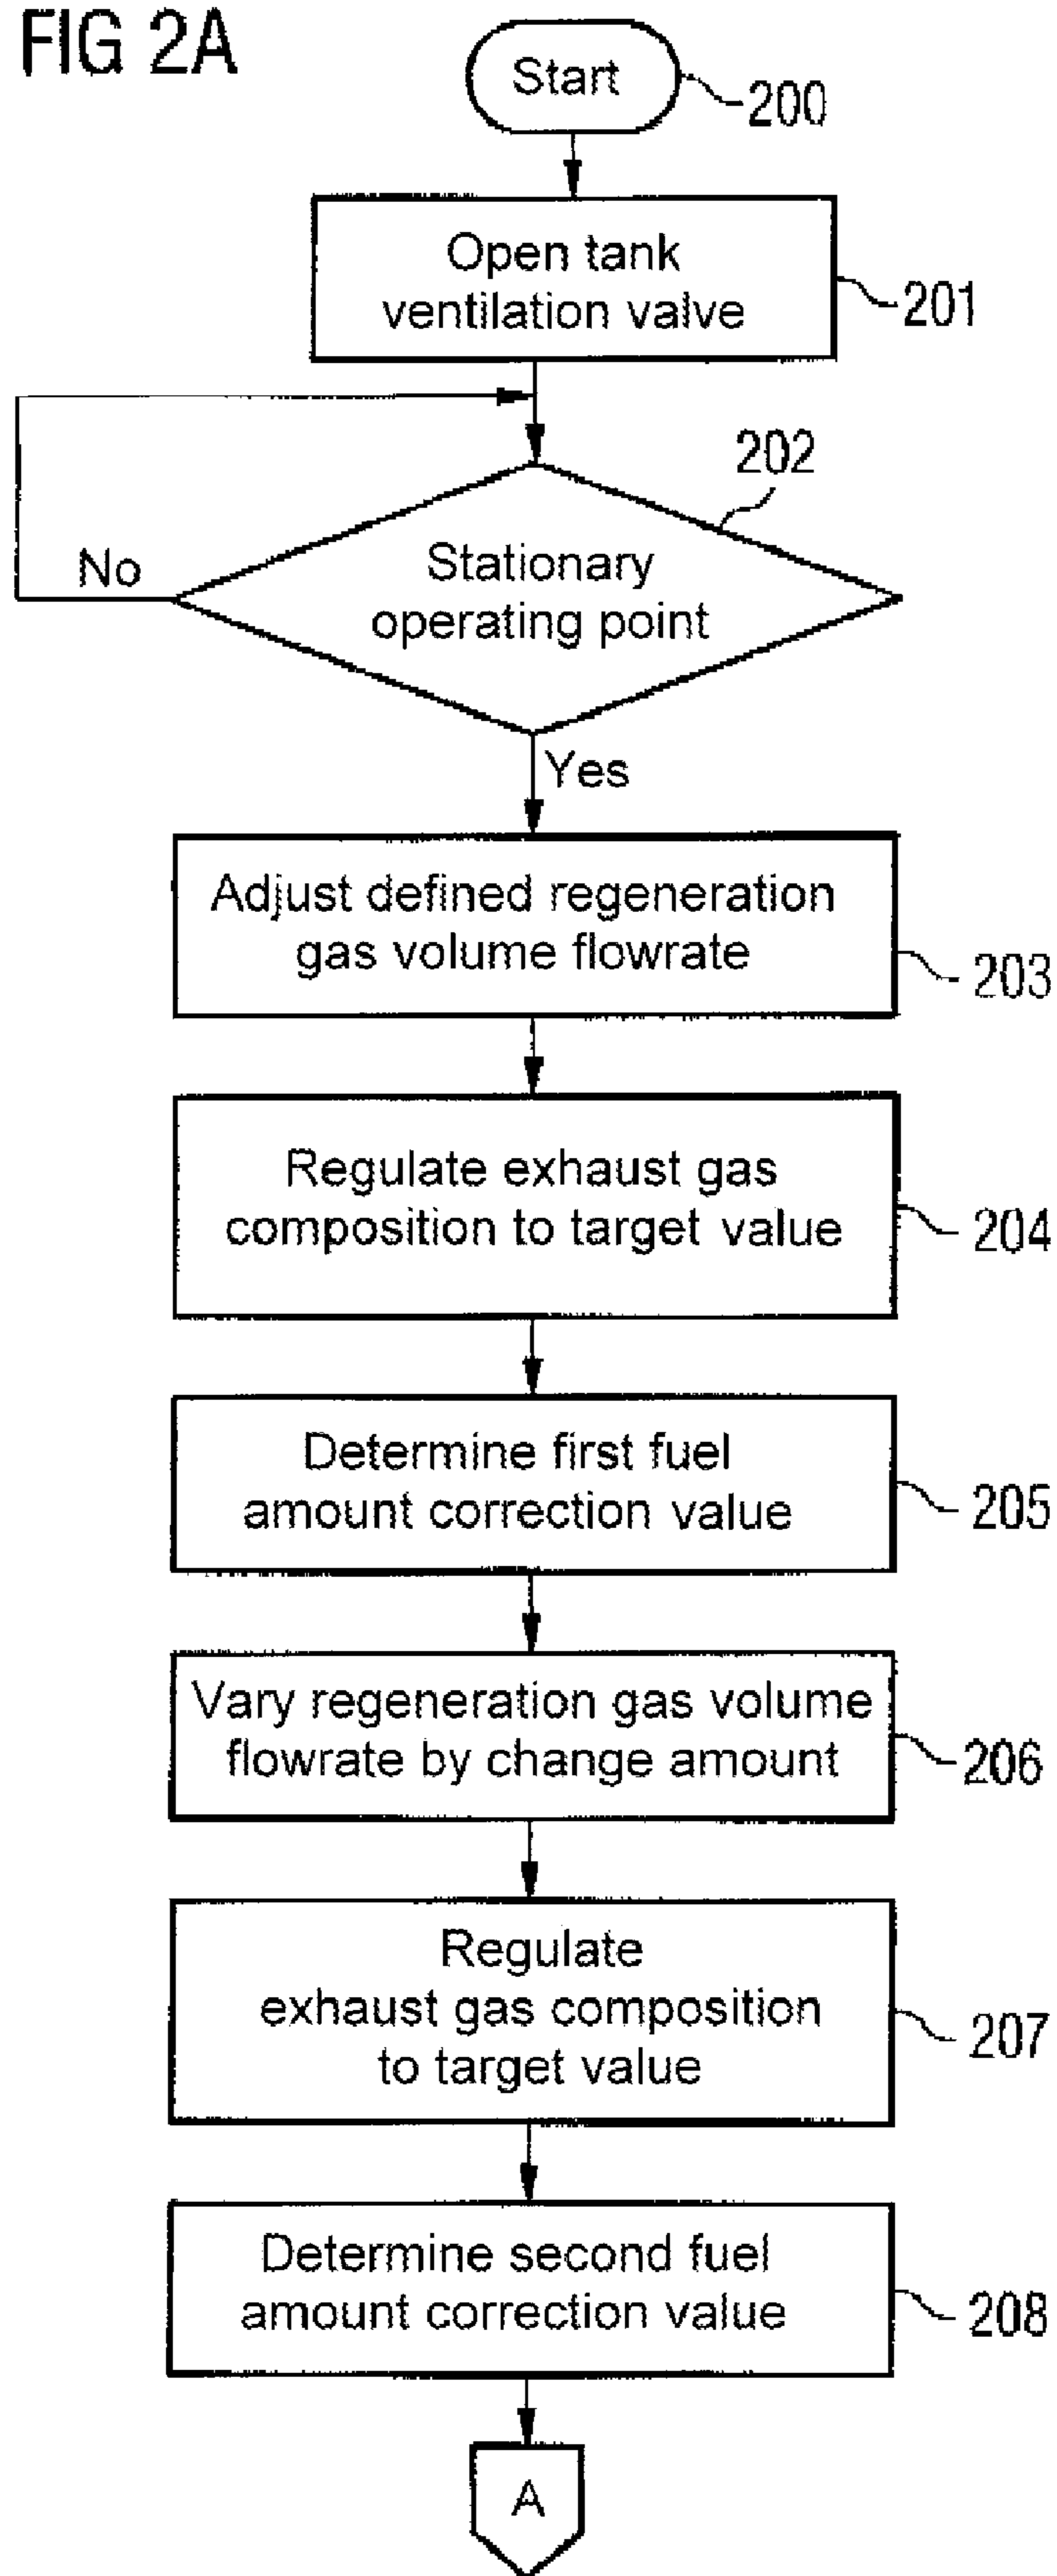 FIG 2A
Start
200
Open tank
ventilation valve
201
202
Stationary
operating point
No
Yes
Adjust defined regeneration
gas volume flowrate
203
Regulate exhaust gas
composition to target value
204
Determine first fuel
amount correction value
205
Vary regeneration gas volume
flowrate by change amount
206
Regulate
exhaust gas composition
to target value
207
Determine second fuel
amount correction value
208
A